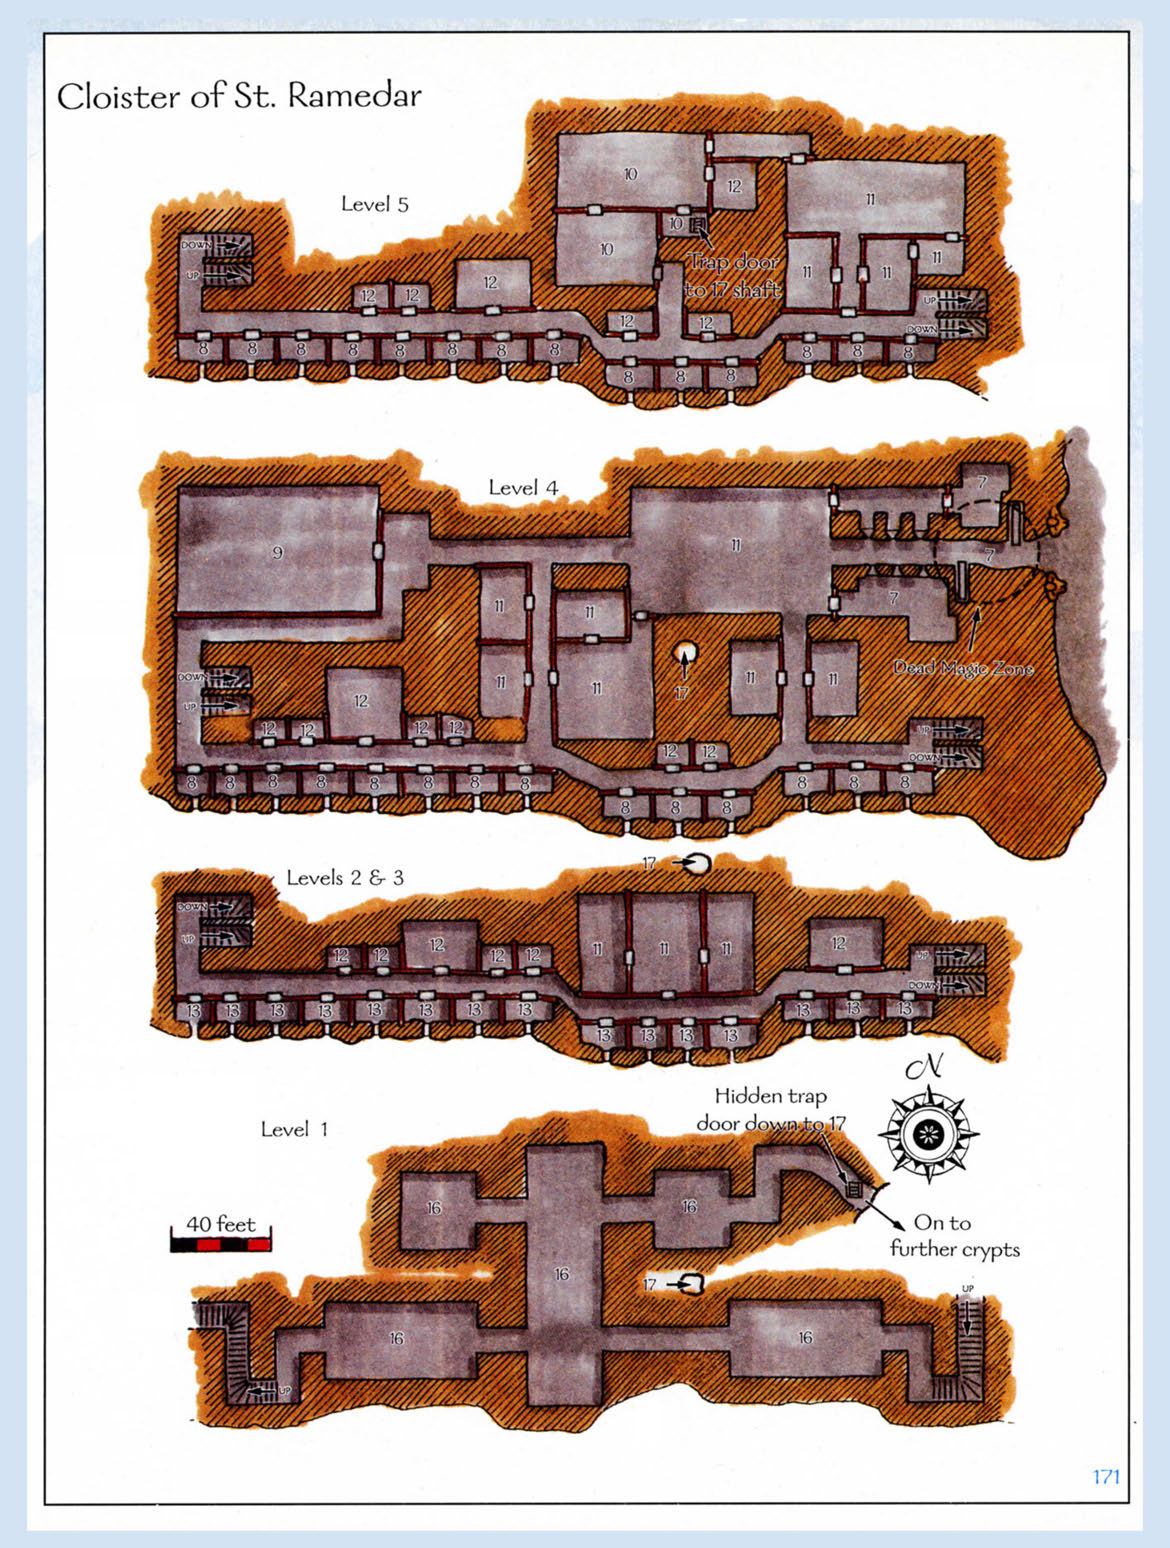 Cloister of St. Ramedar
Level 5
10
12
11
10
10
Trap door
to 17 shaft
11
11
11
DOWN
UP
12
12
12
12
12
UP
DOWN
8 8 8 8 8 8 8 8
8 8 8
8 8 8
Level 4
9
11
7
7
7
11
11
11
11
17
11
11
Dead Magic Zone
DOWN
UP
12
12
12
12
12
12
12
UP
DOWN
8 8 8 8 8 8 8 8
8 8 8
8 8 8
17
Levels 2 & 3
DOWN
UP
12
12
12
12
12
11
11
11
12
UP
DOWN
13 13 13 13 13 13 13 13
13 13 13 13
13 13 13
N
Level 1
Hidden trap
door down to 17
16
16
16
On to
further crypts
40 feet
17
UP
16
16
UP
171